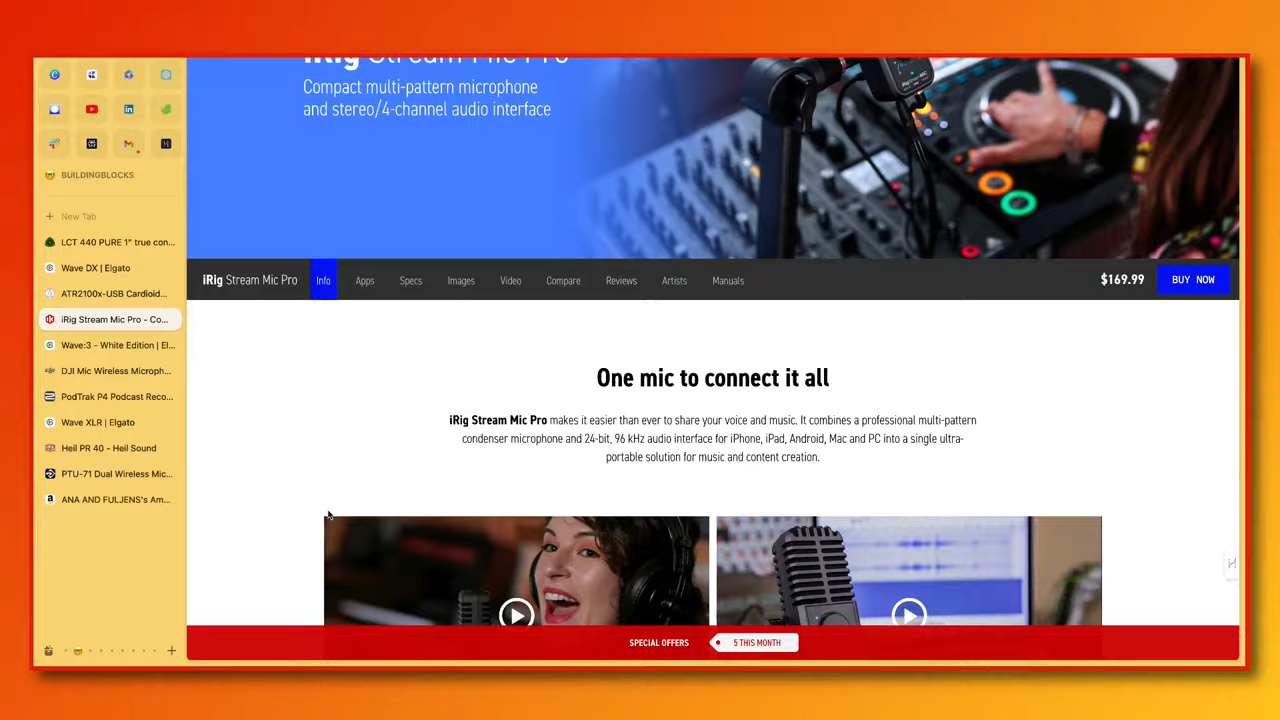 iRig Stream Mic Pro
Compact multi-pattern microphone
and stereo/4-channel audio interface
BUILDINGBLOCKS
+ New Tab
LCT 440 PURE 1" true con...
Wave DX | Elgato
ATR2100x-USB Cardioid...
iRig Stream Mic Pro - Co...
Wave:3 - White Edition | El...
DJI Mic Wireless Microph...
PodTrak P4 Podcast Reco...
Wave XLR | Elgato
Heil PR 40 - Heil Sound
PTU-71 Dual Wireless Mic...
ANA AND FULJENS's Am...
iRig Stream Mic Pro Info Apps Specs Images Video Compare Reviews Artists Manuals $169.99 BUY NOW
One mic to connect it all
iRig Stream Mic Pro makes it easier than ever to share your voice and music. It combines a professional multi-pattern
condenser microphone and 24-bit, 96 kHz audio interface for iPhone, iPad, Android, Mac and PC into a single ultra-
portable solution for music and content creation.
SPECIAL OFFERS 5 THIS MONTH